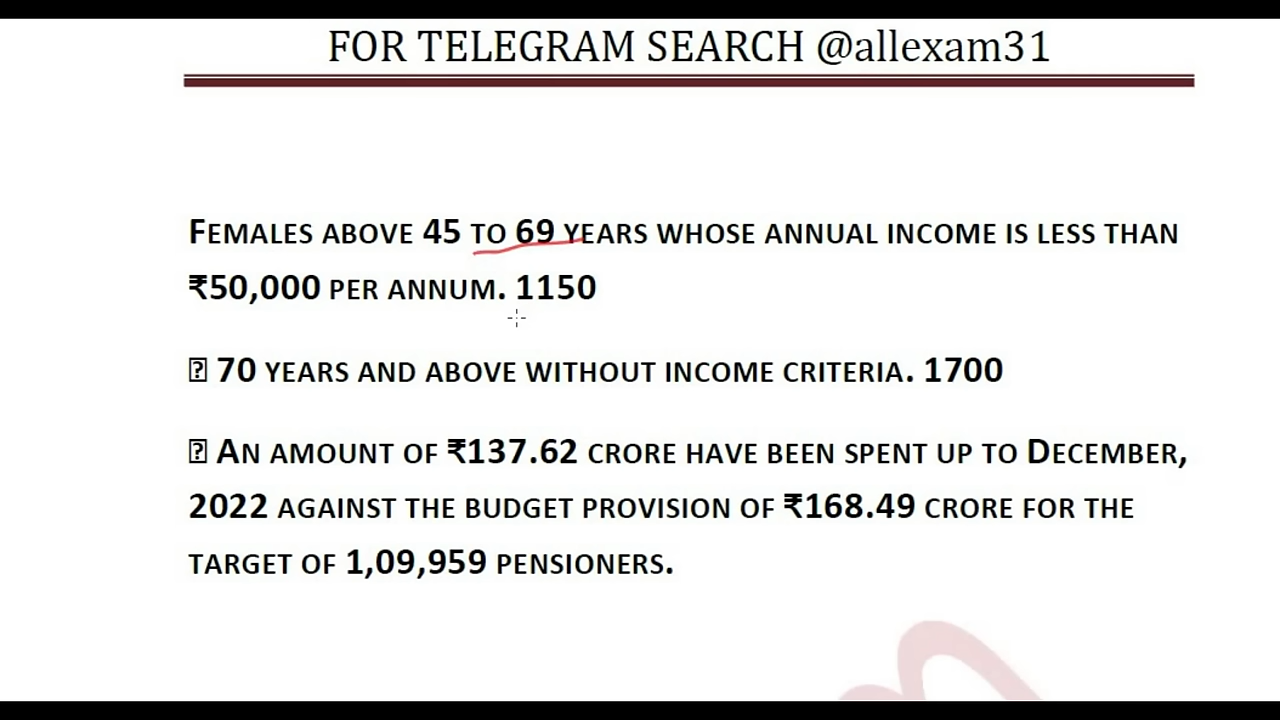 FOR TELEGRAM SEARCH @allexam31
FEMALES ABOVE 45 TO 69 YEARS WHOSE ANNUAL INCOME IS LESS THAN
₹50,000 PER ANNUM. 1150
70 YEARS AND ABOVE WITHOUT INCOME CRITERIA. 1700
AN AMOUNT OF ₹137.62 CRORE HAVE BEEN SPENT UP TO DECEMBER,
2022 AGAINST THE BUDGET PROVISION OF ₹168.49 CRORE FOR THE
TARGET OF 1,09,959 PENSIONERS.